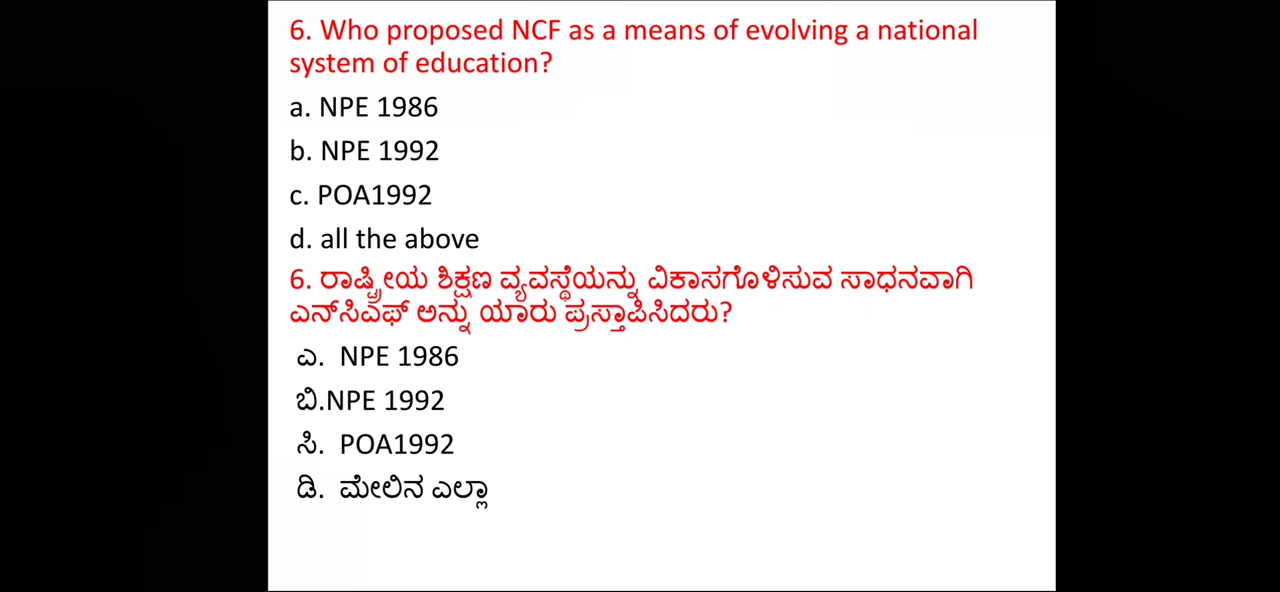 6. Who proposed NCF as a means of evolving a national
system of education?
a. NPE 1986
b. NPE 1992
c. POA1992
d. all the above
6. ರಾಷ್ಟ್ರೀಯ ಶಿಕ್ಷಣ ವ್ಯವಸ್ಥೆಯನ್ನು ವಿಕಾಸಗೊಳಿಸುವ ಸಾಧನವಾಗಿ
ಎನ್‌ಸಿಎಫ್ ಅನ್ನು ಯಾರು ಪ್ರಸ್ತಾಪಿಸಿದರು?
ಎ. NPE 1986
ಬಿ.NPE 1992
ಸಿ. POA1992
ಡಿ. ಮೇಲಿನ ಎಲ್ಲಾ